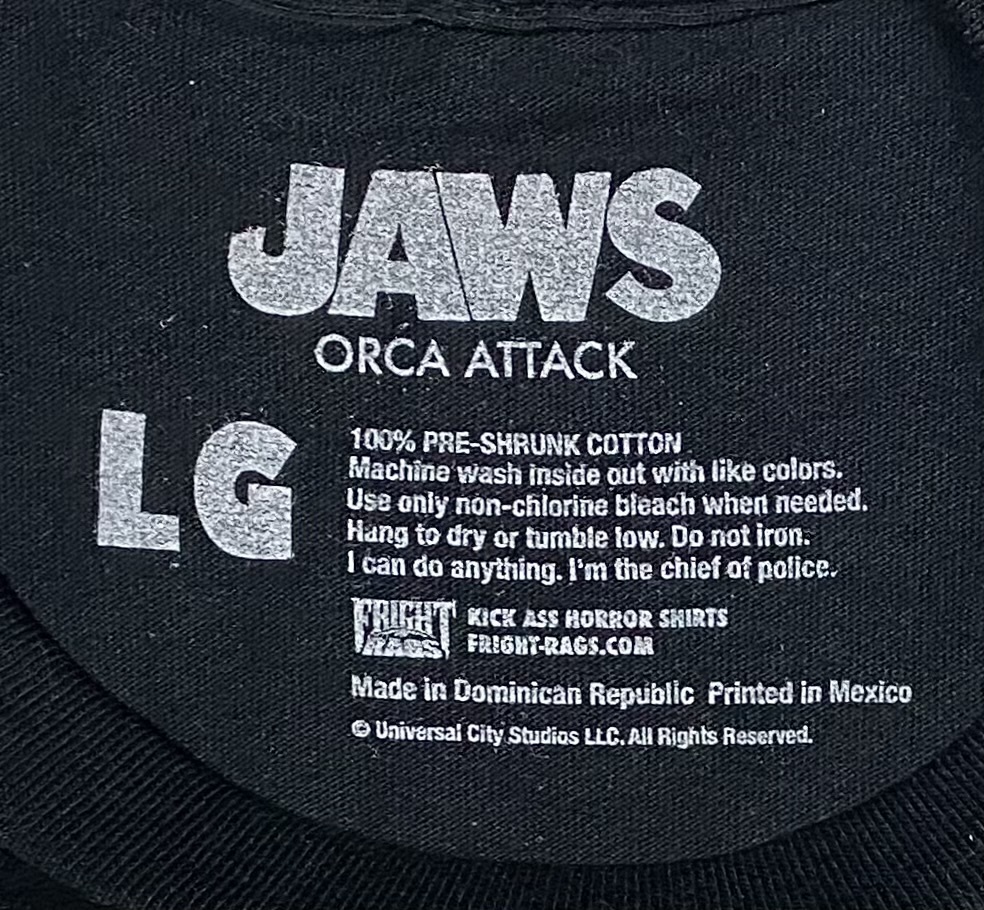 JAWS
ORCA ATTACK
LG
100% PRE-SHRUNK COTTON
Machine wash inside out with like colors.
Use only non-chlorine bleach when needed.
Hang to dry or tumble low. Do not iron.
I can do anything. I'm the chief of police.
FRIGHT RAGS
KICK ASS HORROR SHIRTS
FRIGHT-RAGS.COM
Made in Dominican Republic Printed in Mexico
© Universal City Studios LLC. All Rights Reserved.